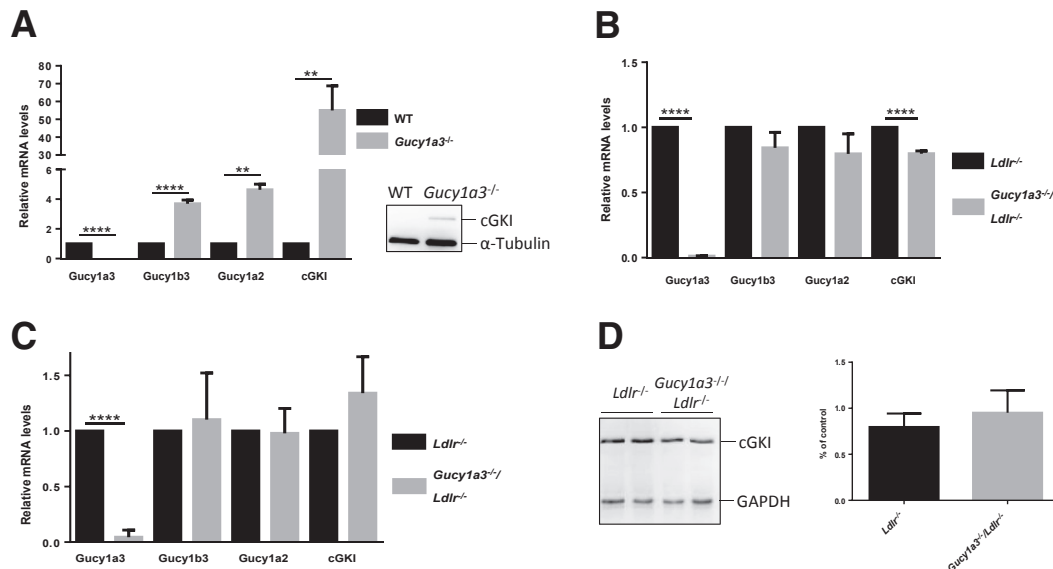 A
Relative mRNA levels
80
70
60
50
40
30
6
4
2
0
****
****
**
**
Gucy1a3 Gucy1b3 Gucy1a2 cGKI
WT
Gucy1a3-/-
WT Gucy1a3-/-
cGKI
α-Tubulin
B
Relative mRNA levels
1.5
1.0
0.5
0.0
****
****
Gucy1a3 Gucy1b3 Gucy1a2 cGKI
Ldlr-/-
Gucy1a3-/-/
Ldlr-/-
C
Relative mRNA levels
1.5
1.0
0.5
0.0
****
Gucy1a3 Gucy1b3 Gucy1a2 cGKI
Ldlr-/-
Gucy1a3-/-/
Ldlr-/-
D
Gucy1a3-/-/
Ldlr-/- Ldlr-/-
cGKI
GAPDH
% of control
1.5
1.0
0.5
0.0
Ldlr-/-
Gucy1a3-/-/Ldlr-/-